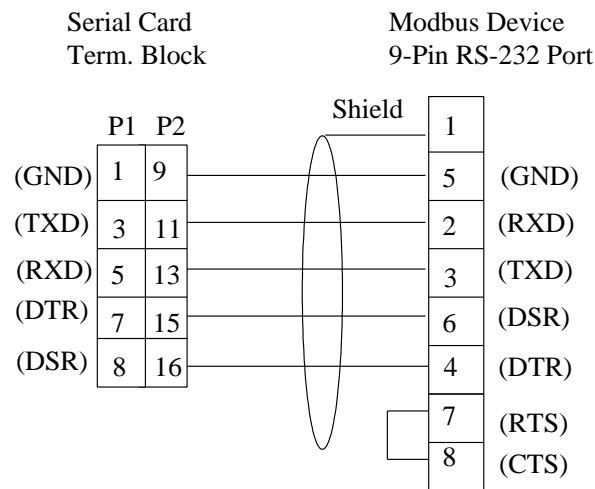 Serial Card Modbus Device
Term. Block 9-Pin RS-232 Port
Shield 1
P1 P2
(GND) 1 9 5 (GND)
(TXD) 3 11 2 (RXD)
(RXD) 5 13 3 (TXD)
(DTR) 7 15 6 (DSR)
(DSR) 8 16 4 (DTR)
7 (RTS)
8 (CTS)